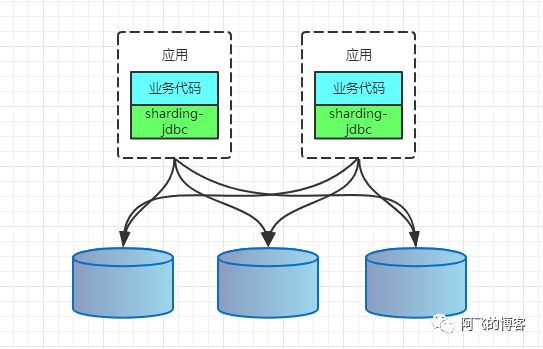 应用
应用
业务代码
业务代码
sharding-
jdbc
sharding-
jdbc
阿飞的博客